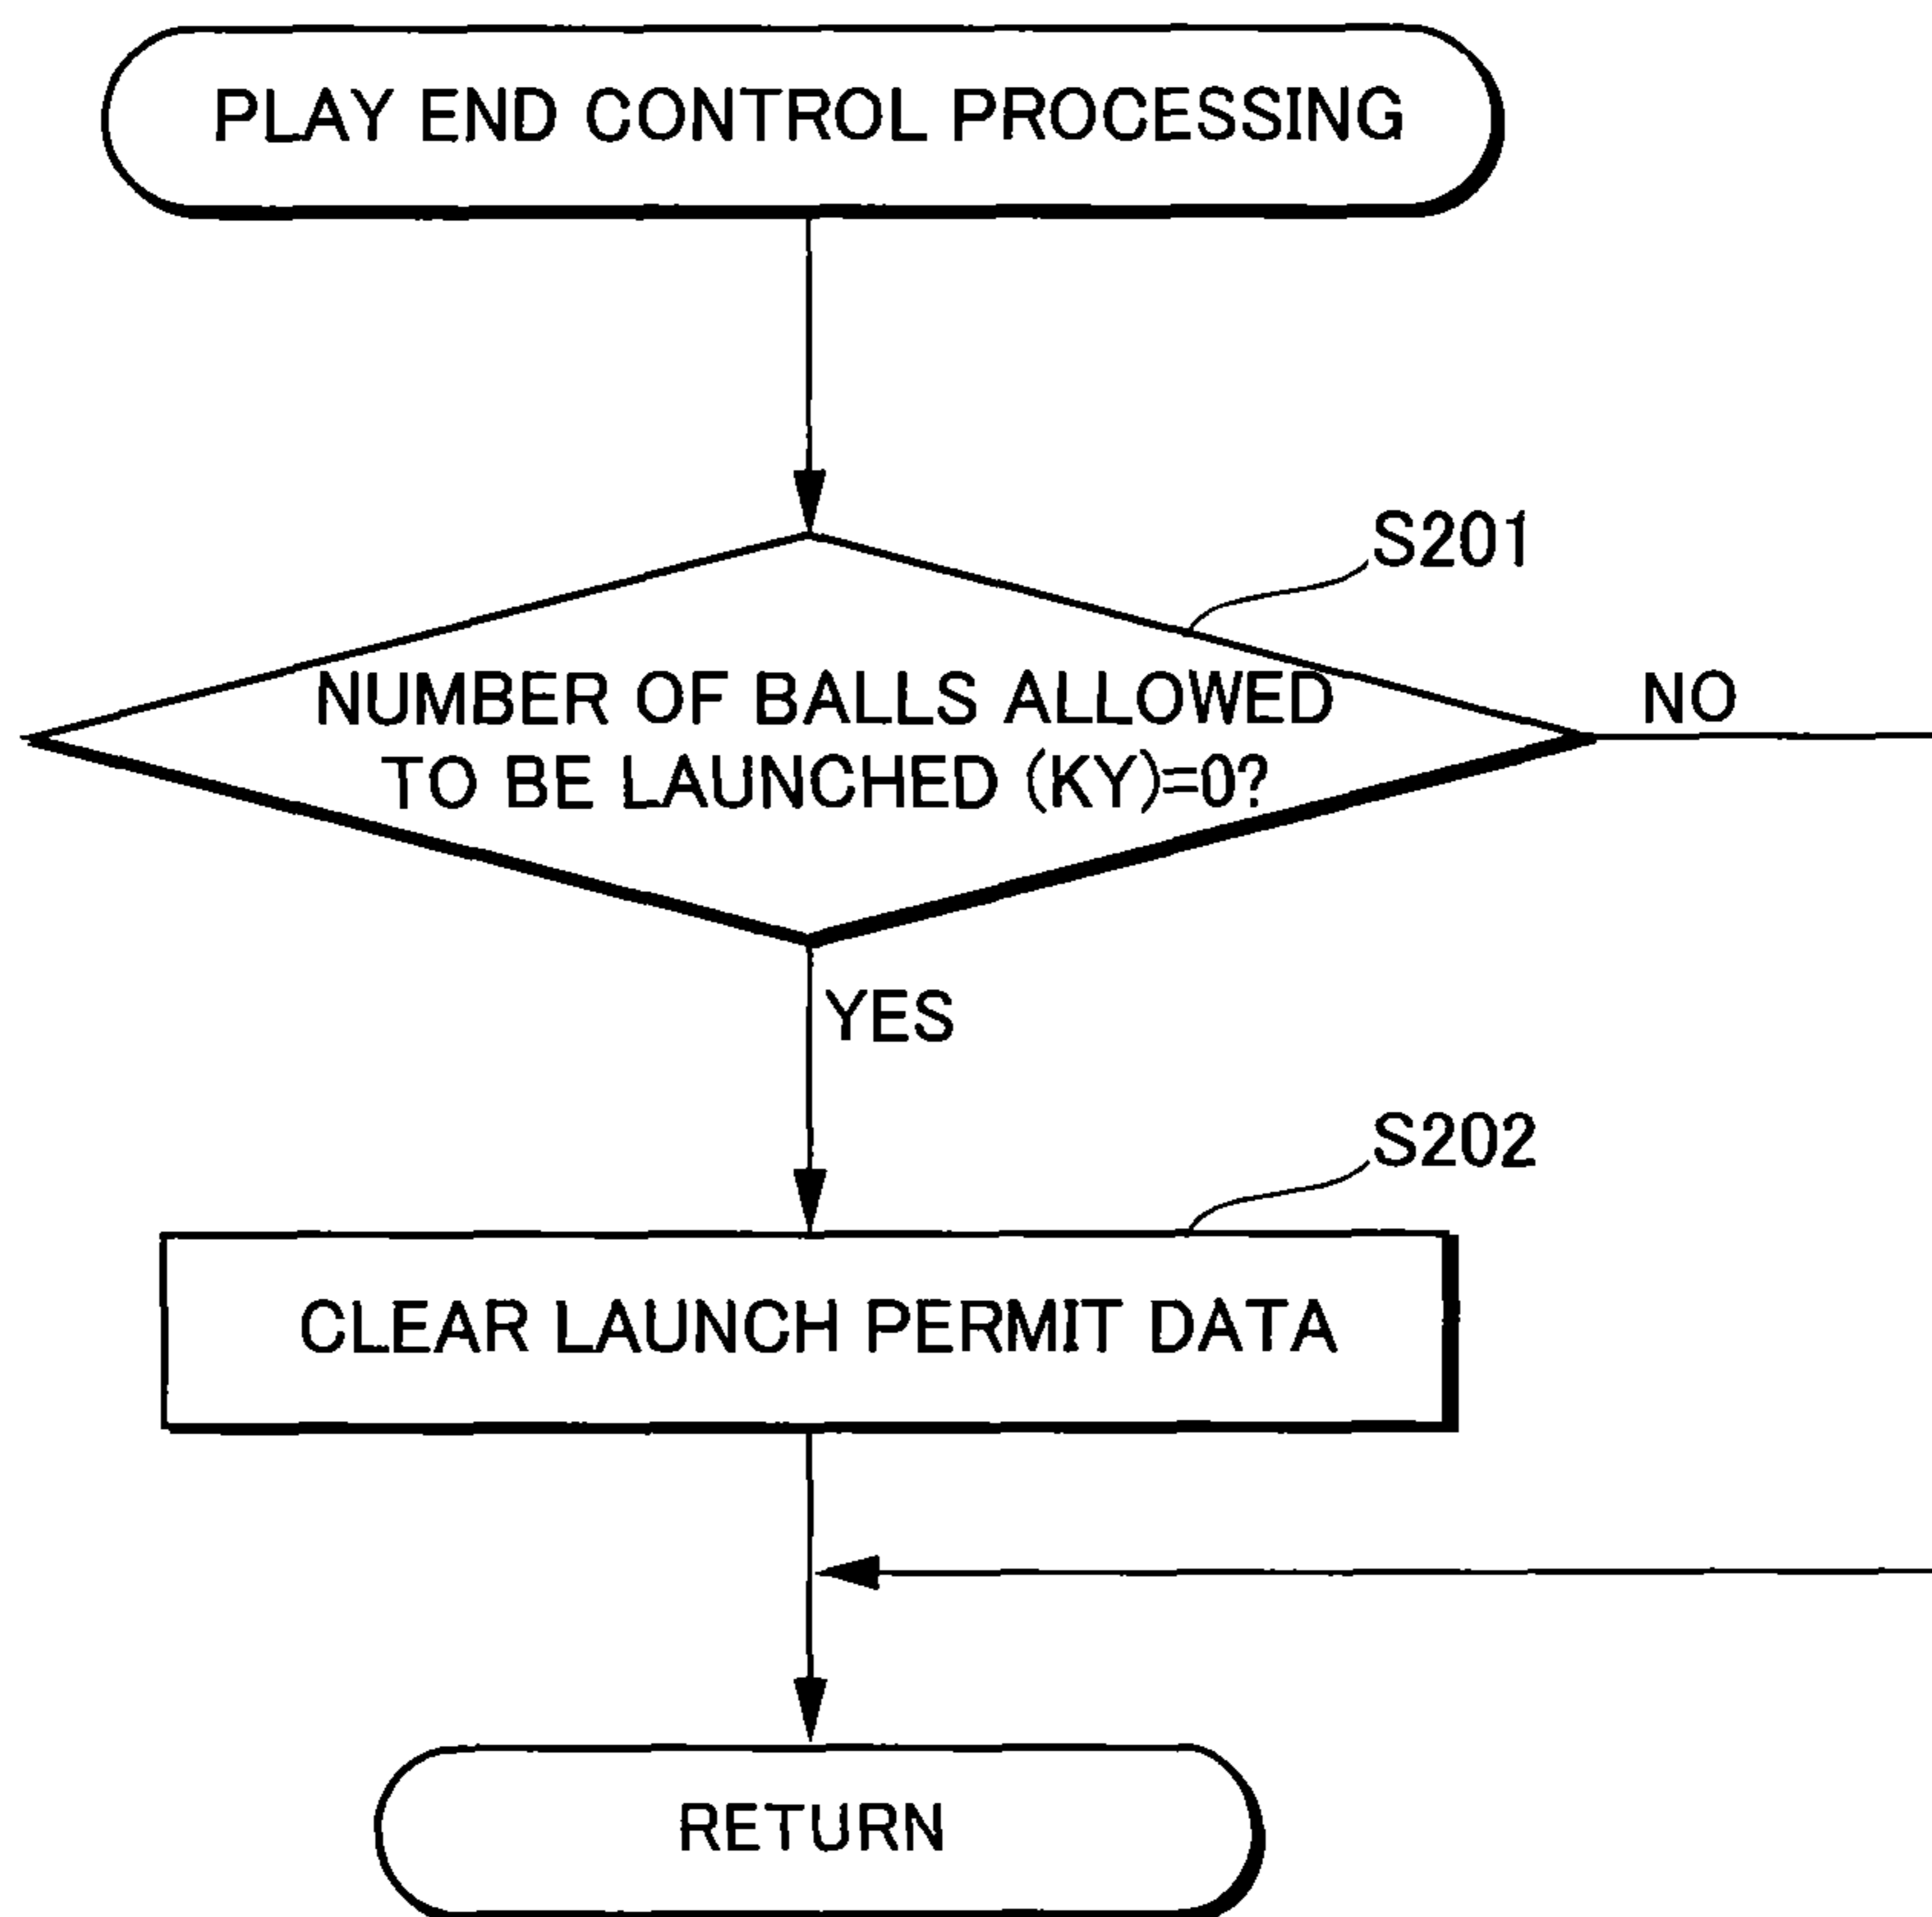 PLAY END CONTROL PROCESSING
S201
NUMBER OF BALLS ALLOWED
TO BE LAUNCHED (KY)=0?
NO
YES
S202
CLEAR LAUNCH PERMIT DATA
RETURN